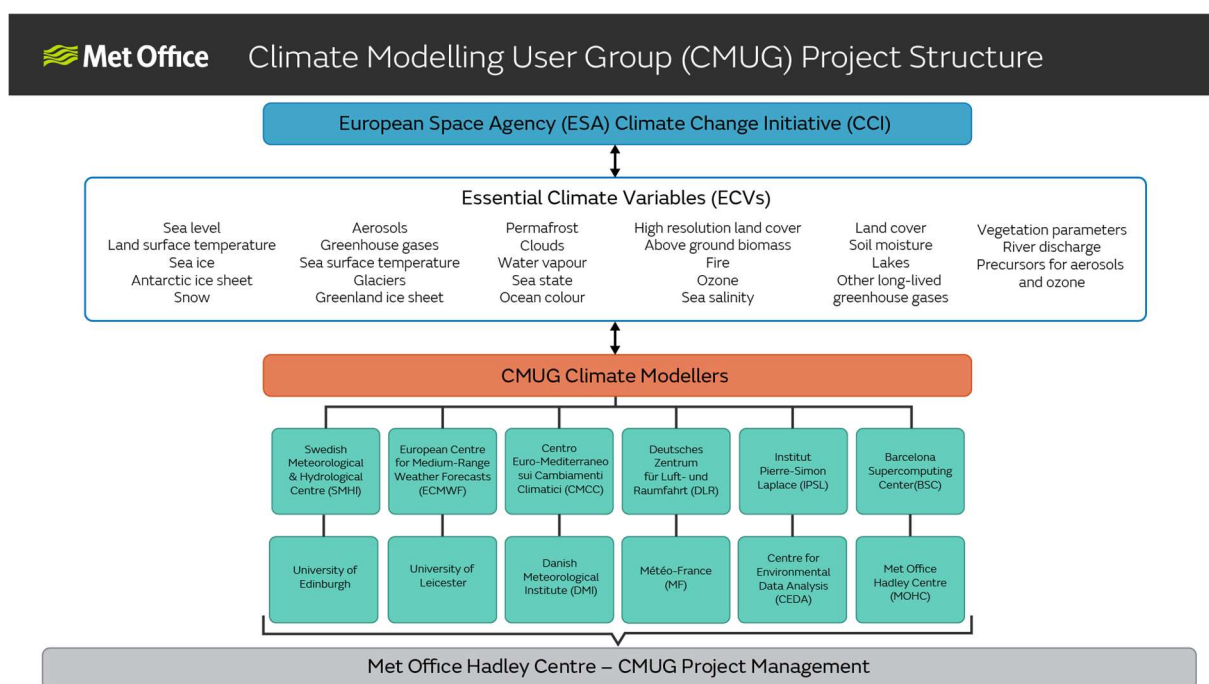 Met Office
Climate Modelling User Group (CMUG) Project Structure
European Space Agency (ESA) Climate Change Initiative (CCI)
Essential Climate Variables (ECVs)
Sea level
Land surface temperature
Sea ice
Antarctic ice sheet
Snow
Aerosols
Greenhouse gases
Sea surface temperature
Glaciers
Greenland ice sheet
Permafrost
Clouds
Water vapour
Sea state
Ocean colour
High resolution land cover
Above ground biomass
Fire
Ozone
Sea salinity
Land cover
Soil moisture
Lakes
Other long-lived
greenhouse gases
Vegetation parameters
River discharge
Precursors for aerosols
and ozone
CMUG Climate Modellers
Swedish
Meteorological
& Hydrological
Centre (SMHI)
European Centre
for Medium-Range
Weather Forecasts
(ECMWF)
Centro
Euro-Mediterraneo
sui Cambiamenti
Climatici (CMCC)
Deutsches
Zentrum
für Luft- und
Raumfahrt (DLR)
Institut
Pierre-Simon
Laplace (IPSL)
Barcelona
Supercomputing
Center(BSC)
University of
Edinburgh
University of
Leicester
Danish
Meteorological
Institute (DMI)
Météo-France
(MF)
Centre for
Environmental
Data Analysis
(CEDA)
Met Office
Hadley Centre
(MOHC)
Met Office Hadley Centre – CMUG Project Management